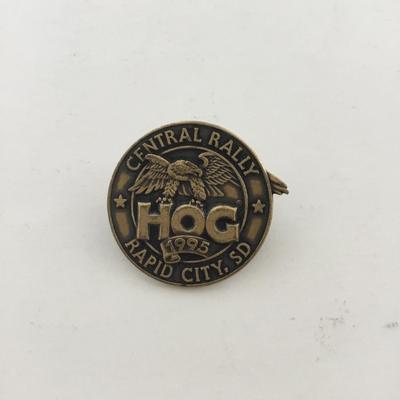 CENTRAL RALLY
HOG
1995
RAPID CITY, SD